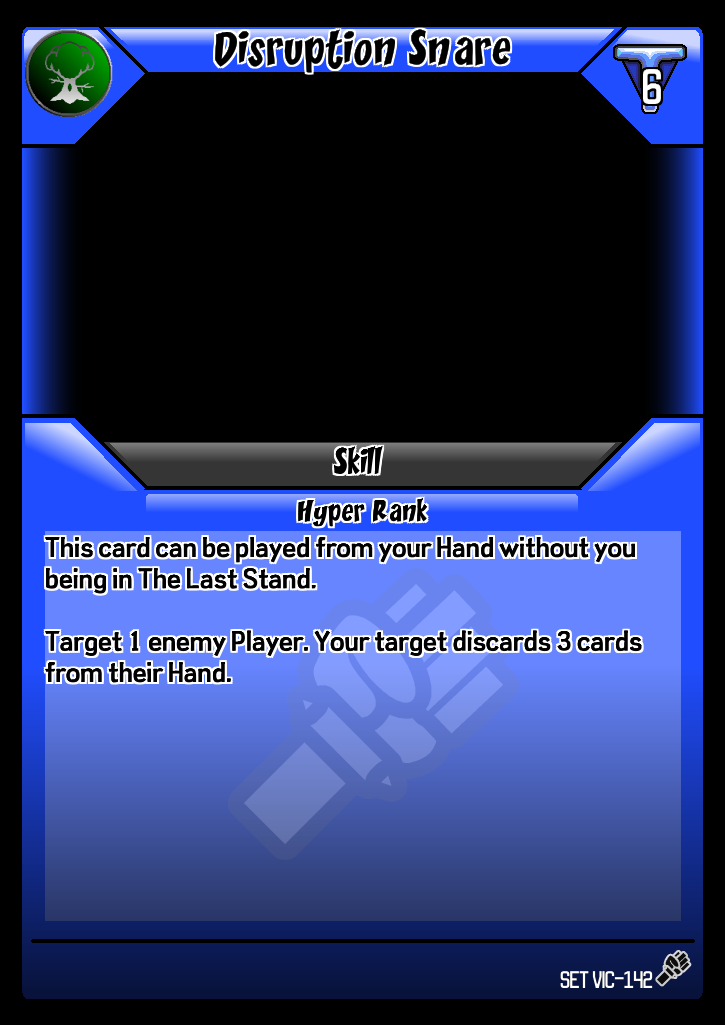 Disruption Snare
6
Skill
Hyper Rank
This card can be played from your Hand without you
being in The Last Stand.
Target 1 enemy Player. Your target discards 3 cards
from their Hand.
SET VIC-142